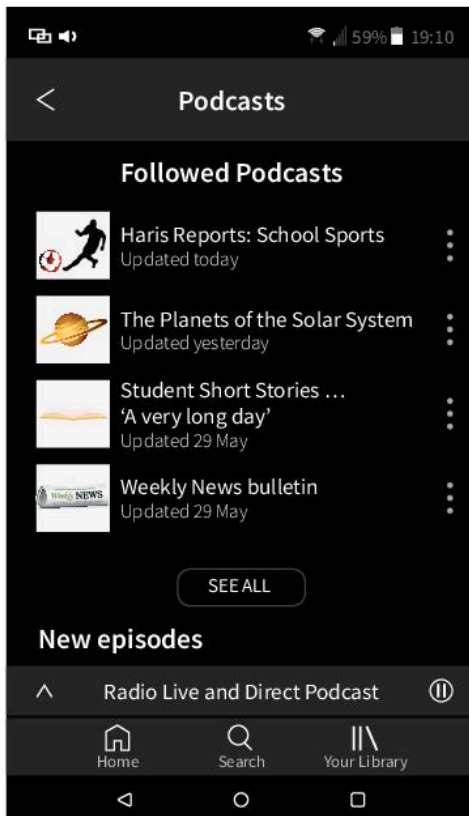 59% 19:10
Podcasts
Followed Podcasts
Haris Reports: School Sports
Updated today
The Planets of the Solar System
Updated yesterday
Student Short Stories …
‘A very long day’
Updated 29 May
Weekly NEWS
Weekly News bulletin
Updated 29 May
SEE ALL
New episodes
Radio Live and Direct Podcast
Home Search Your Library